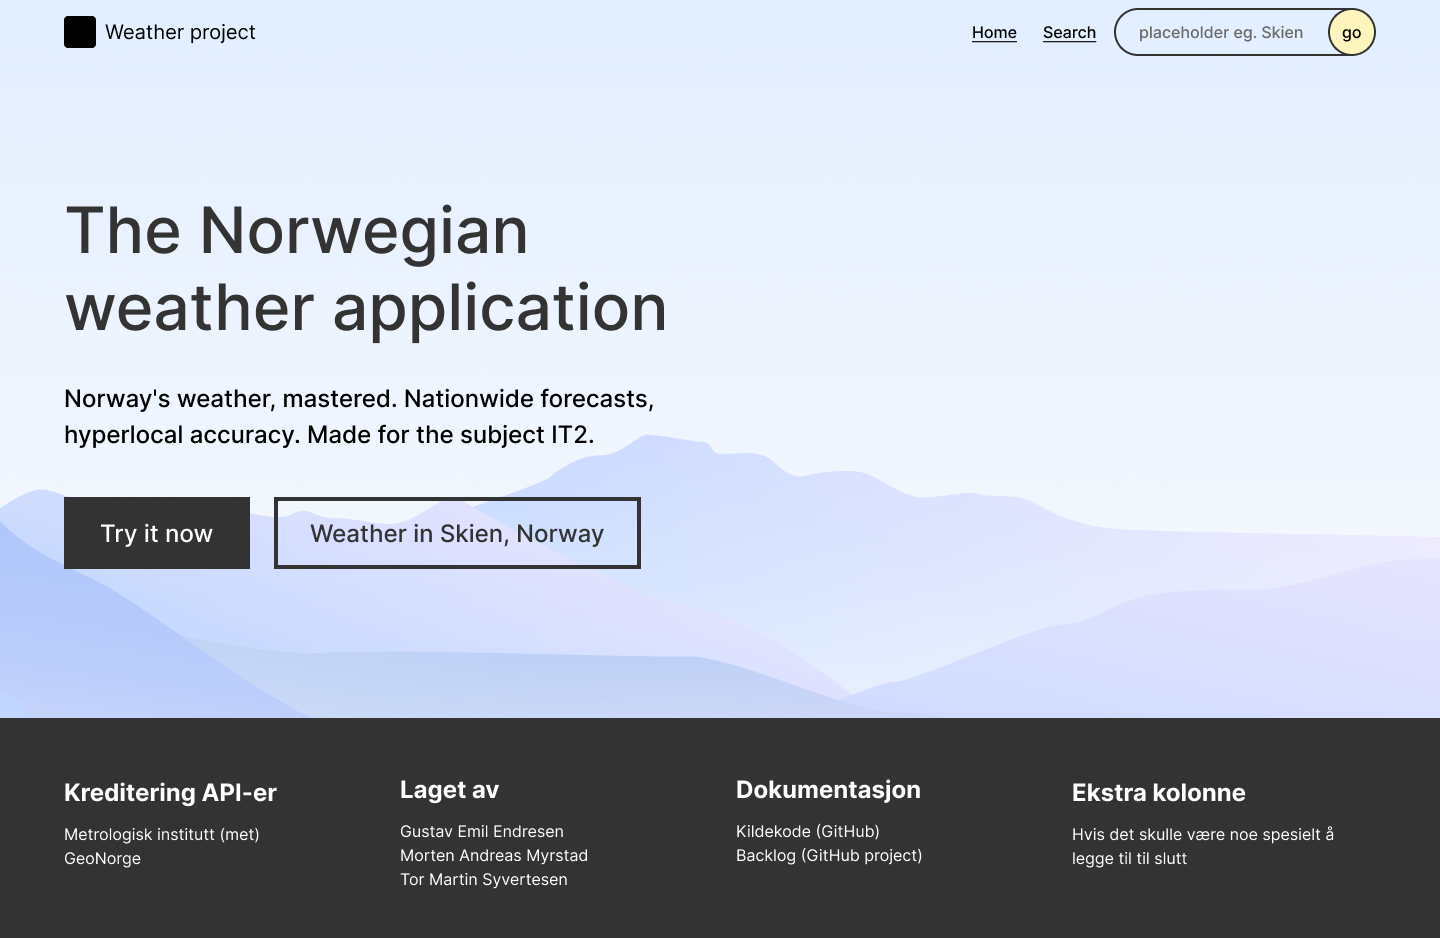 Weather project
Home
Search
placeholder eg. Skien
go
The Norwegian
weather application
Norway's weather, mastered. Nationwide forecasts,
hyperlocal accuracy. Made for the subject IT2.
Try it now
Weather in Skien, Norway
Kreditering API-er
Metrologisk institutt (met)
GeoNorge
Laget av
Gustav Emil Endresen
Morten Andreas Myrstad
Tor Martin Syvertesen
Dokumentasjon
Kildekode (GitHub)
Backlog (GitHub project)
Ekstra kolonne
Hvis det skulle være noe spesielt å
legge til til slutt